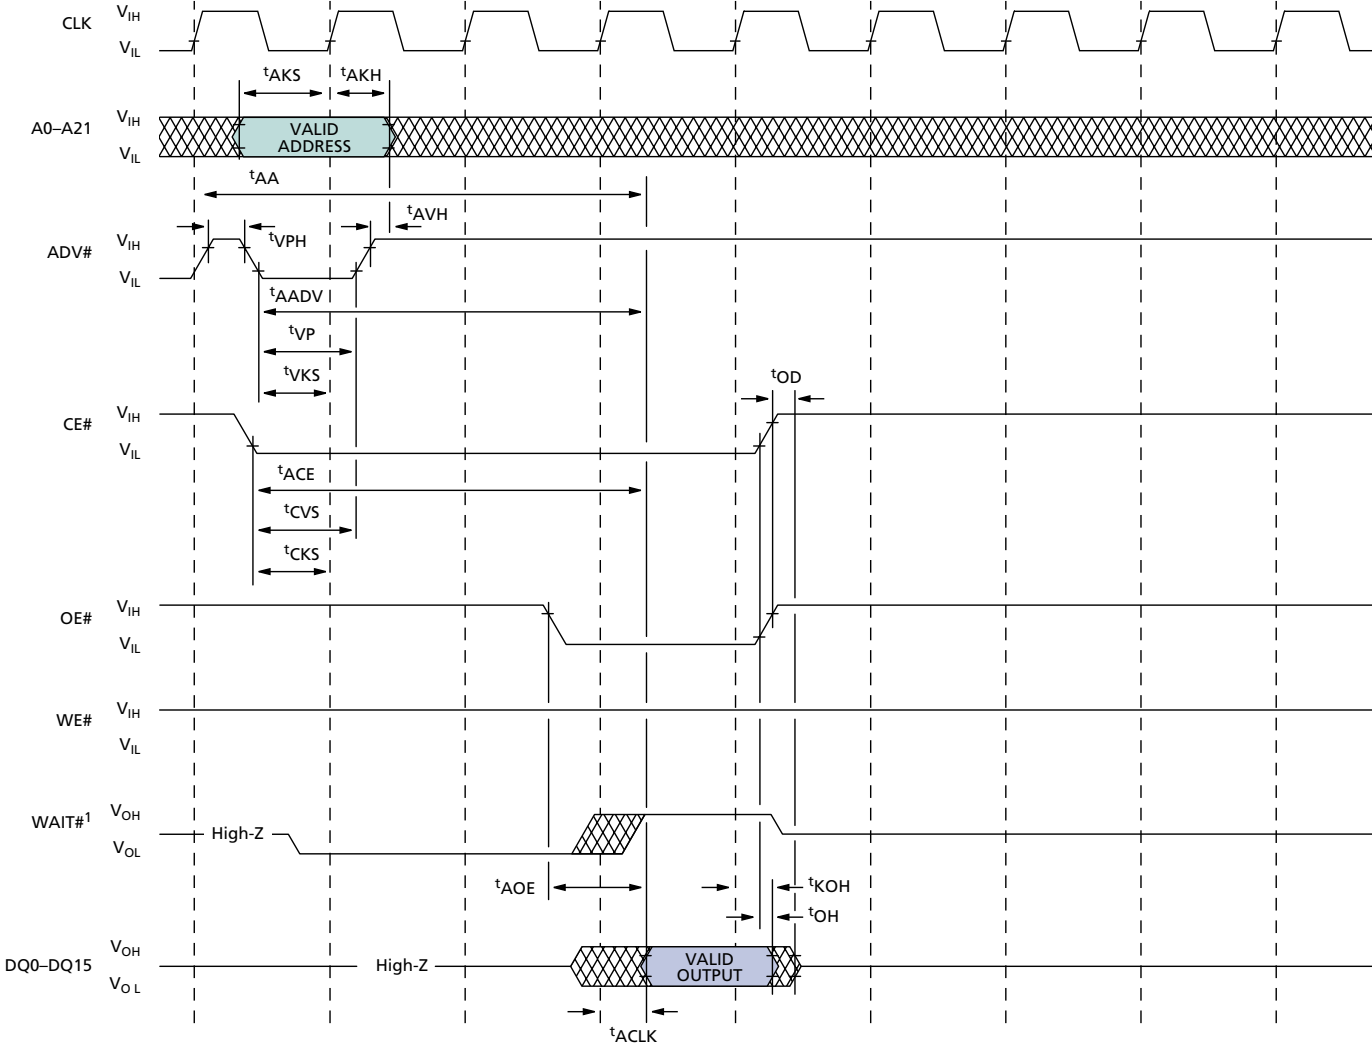 CLK VIH
VIL
tAKS tAKH
A0–A21 VIH
VIL
VALID
ADDRESS
tAA
tAVH
tVPH
ADV# VIH
VIL
tAADV
tVP
tVKS
tOD
CE# VIH
VIL
tACE
tCVS
tCKS
OE# VIH
VIL
WE# VIH
VIL
WAIT#1 VOH
High-Z
VOL
tAOE
tKOH
tOH
DQ0–DQ15 VOH
High-Z
VALID
OUTPUT
VO L
tACLK